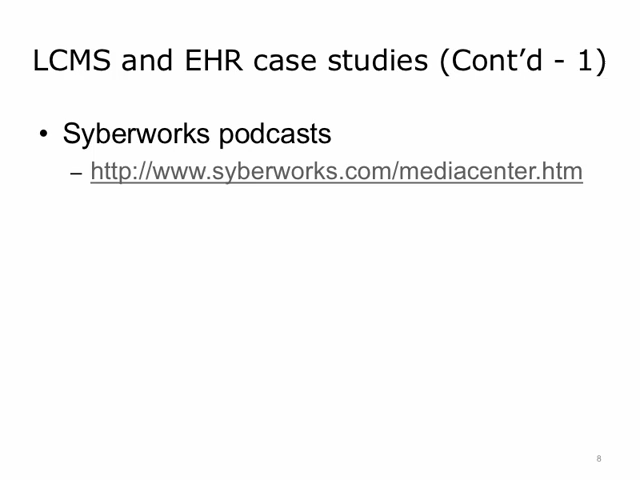 LCMS and EHR case studies (Cont’d - 1)
• Syberworks podcasts
– http://www.syberworks.com/mediacenter.htm
8